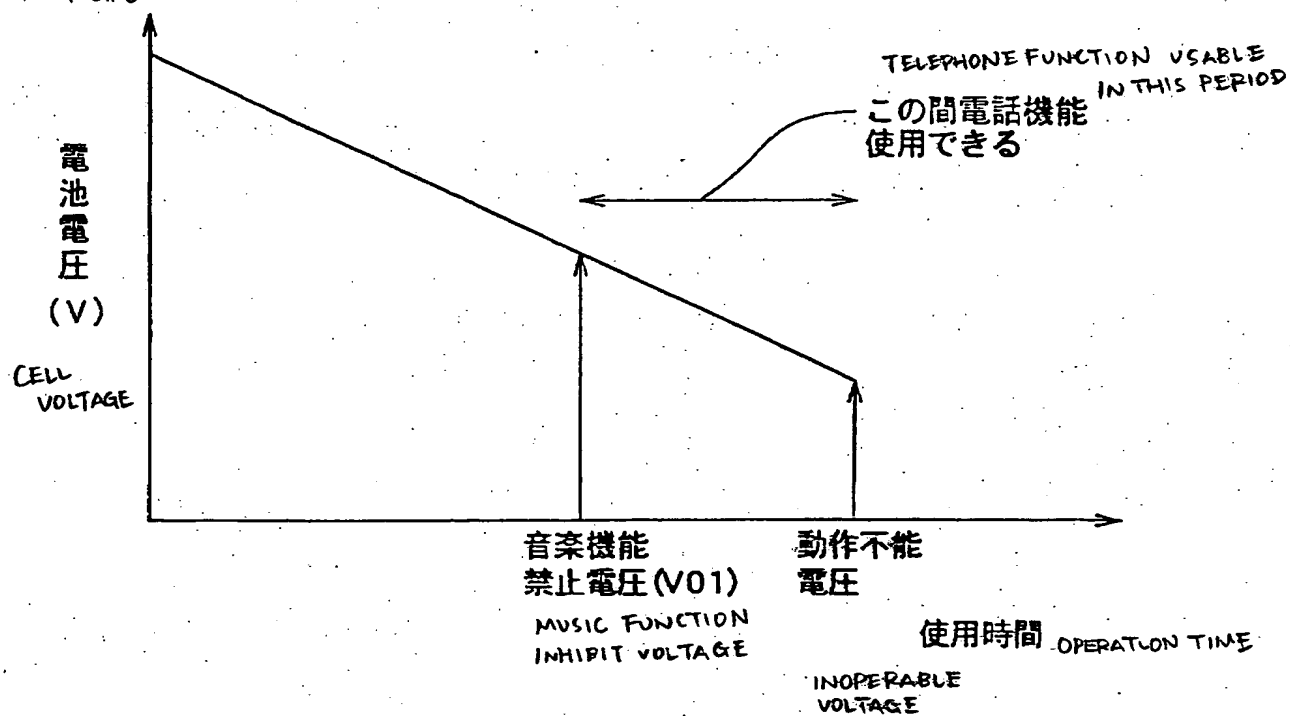 TELEPHONE FUNCTION USABLE
IN THIS PERIOD
この間電話機能
使用できる
電池電圧
(V)
CELL
VOLTAGE
音楽機能
禁止電圧(V01)
MUSIC FUNCTION
INHIBIT VOLTAGE
動作不能
電圧
INOPERABLE
VOLTAGE
使用時間
OPERATION TIME